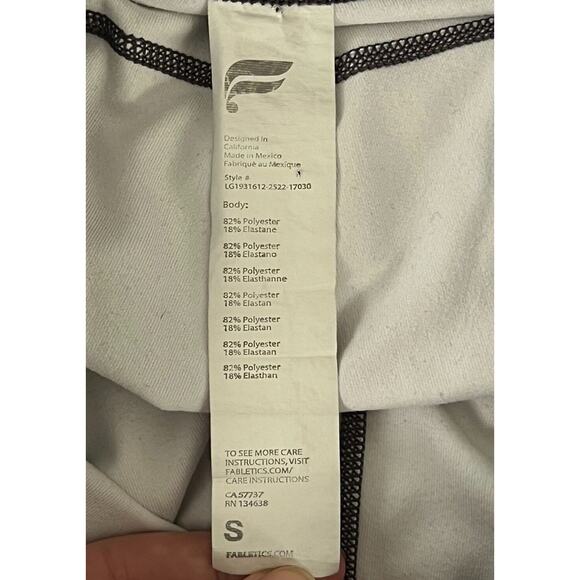 Designed in
California
Made in Mexico
Fabriqué au Mexique
Style #
LG1931612-2522-17030
Body:
82% Polyester
18% Elastane
82% Polyester
18% Elastano
82% Polyester
18% Elasthanne
82% Polyester
18% Elastan
82% Polyester
18% Elastan
82% Polyester
18% Elastaan
82% Polyester
18% Elasthan
TO SEE MORE CARE
INSTRUCTIONS, VISIT
FABLETICS.COM/
CARE INSTRUCTIONS
CA 57737
RN 134638
S
FABLETICS.COM